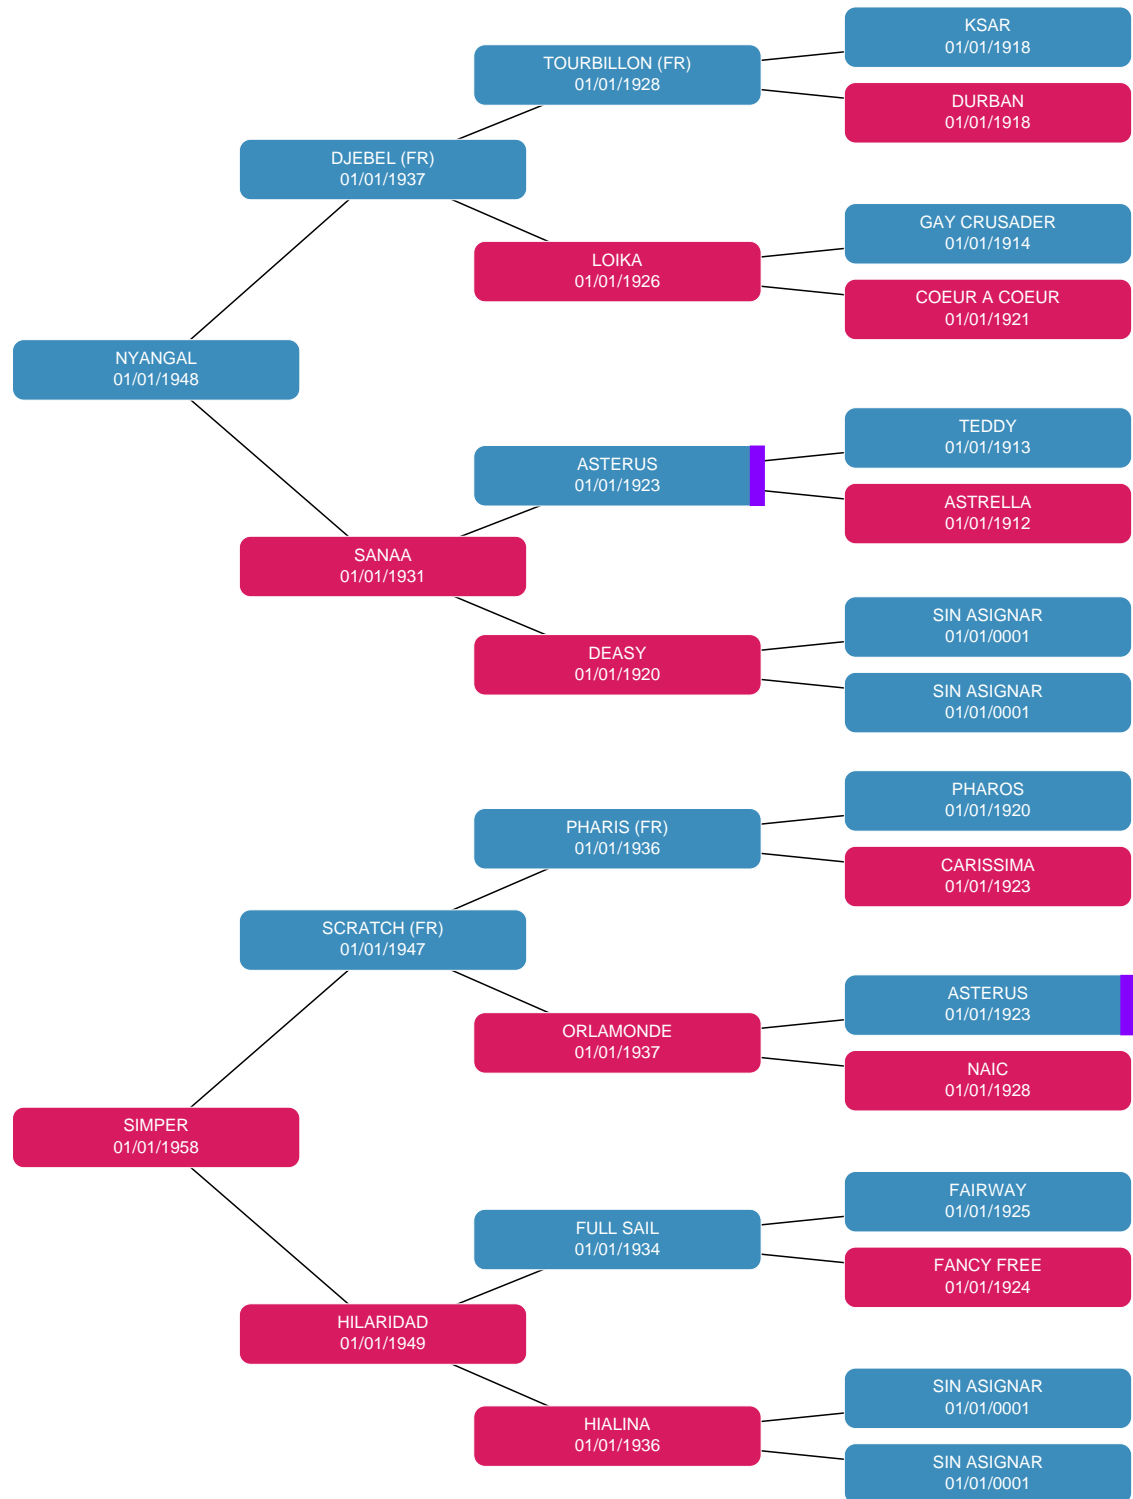 KSAR
01/01/1918
TOURBILLON (FR)
01/01/1928
DURBAN
01/01/1918
DJEBEL (FR)
01/01/1937
GAY CRUSADER
01/01/1914
LOIKA
01/01/1926
COEUR A COEUR
01/01/1921
NYANGAL
01/01/1948
TEDDY
01/01/1913
ASTERUS
01/01/1923
ASTRELLA
01/01/1912
SANAA
01/01/1931
SIN ASIGNAR
01/01/0001
DEASY
01/01/1920
SIN ASIGNAR
01/01/0001
PHAROS
01/01/1920
PHARIS (FR)
01/01/1936
CARISSIMA
01/01/1923
SCRATCH (FR)
01/01/1947
ASTERUS
01/01/1923
ORLAMONDE
01/01/1937
NAIC
01/01/1928
SIMPER
01/01/1958
FAIRWAY
01/01/1925
FULL SAIL
01/01/1934
FANCY FREE
01/01/1924
HILARIDAD
01/01/1949
SIN ASIGNAR
01/01/0001
HIALINA
01/01/1936
SIN ASIGNAR
01/01/0001